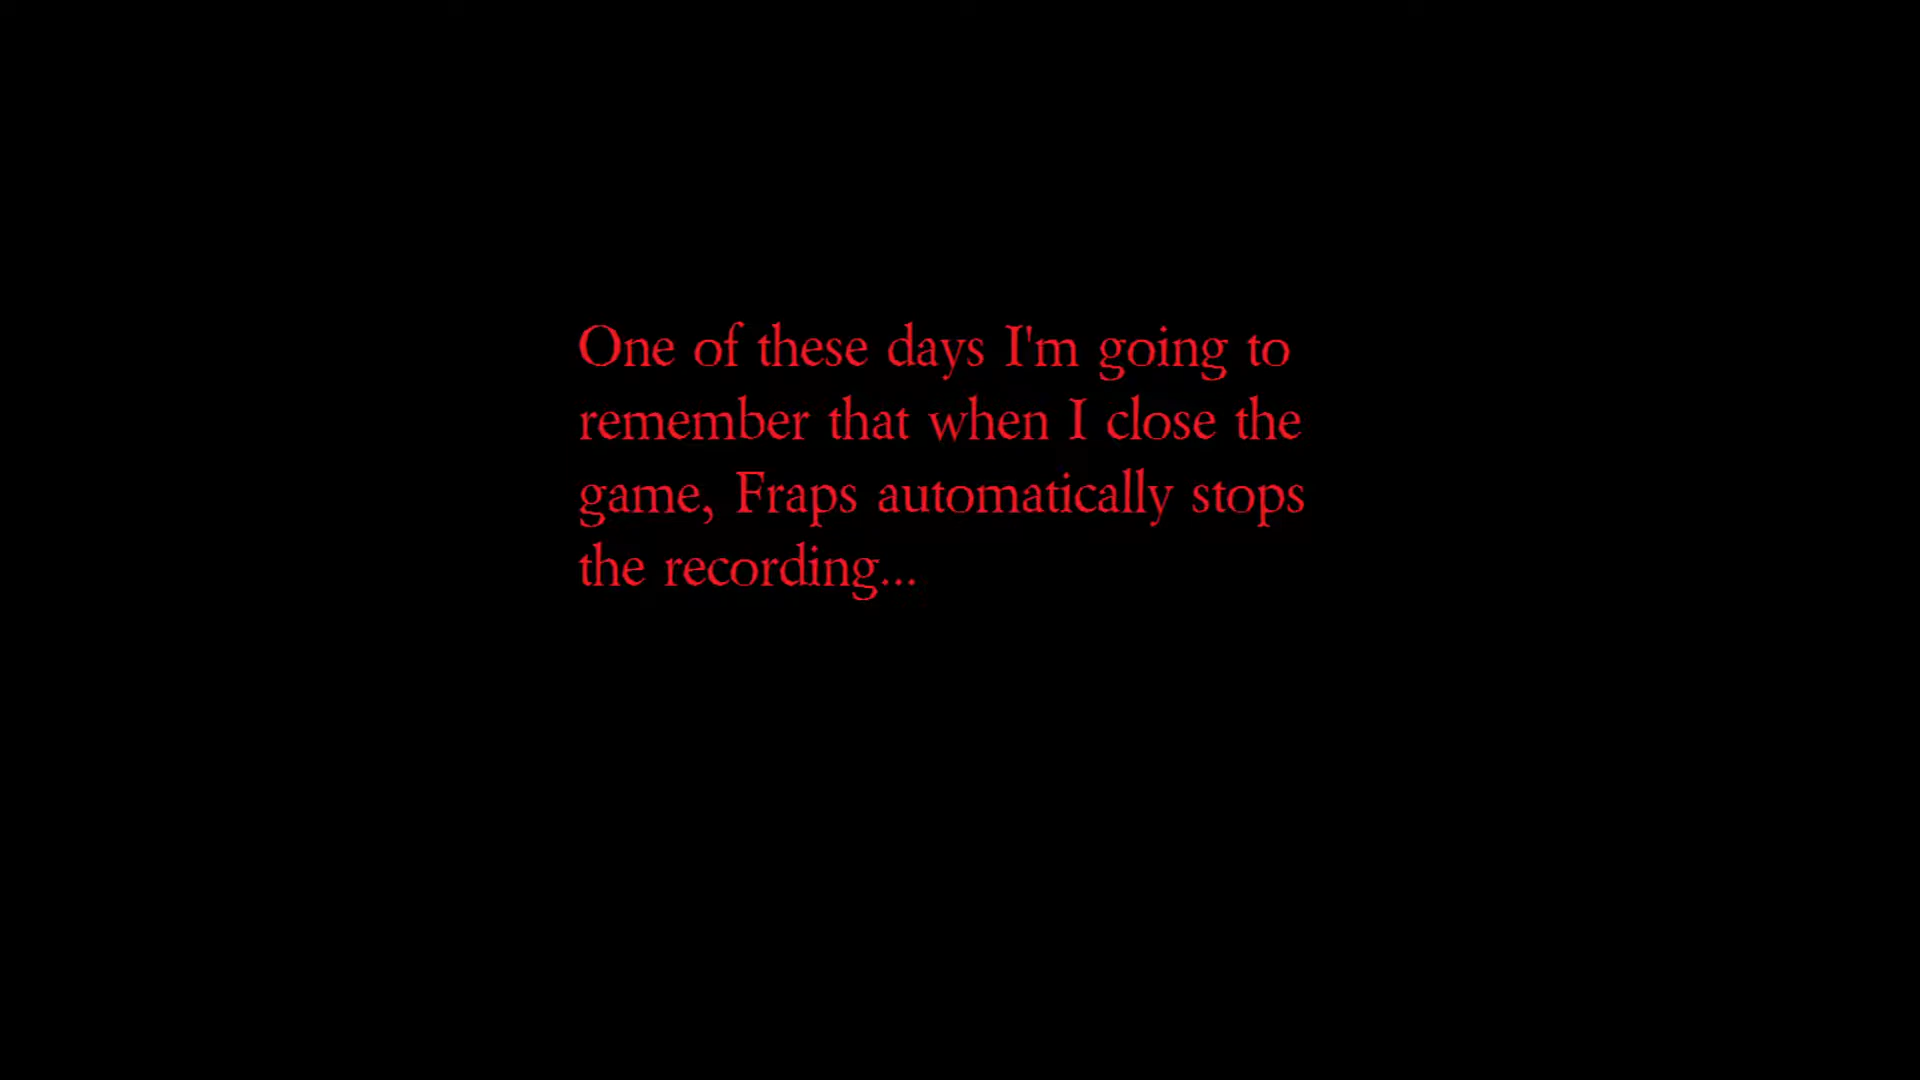 One of these days I'm going to
remember that when I close the
game, Fraps automatically stops
the recording...